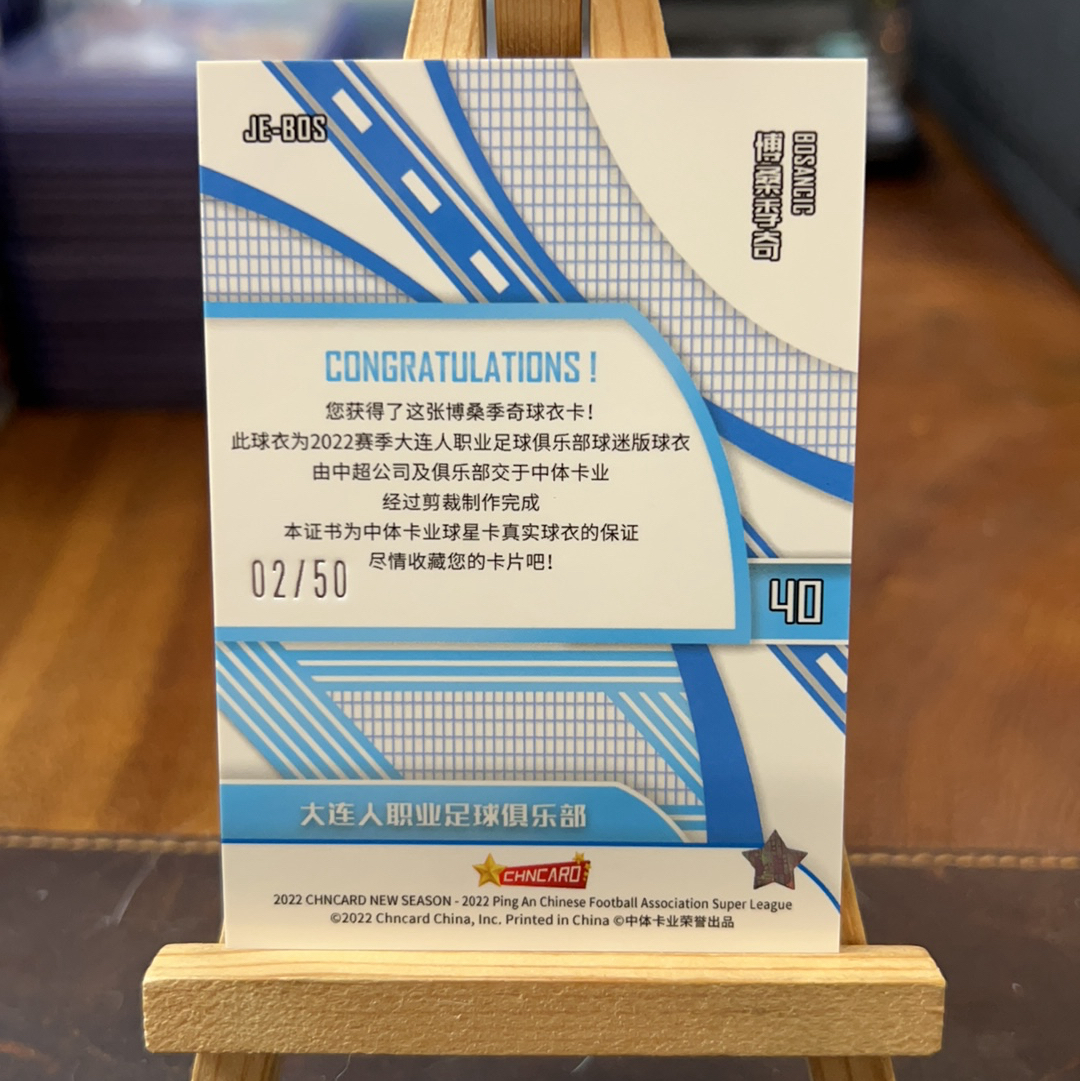 JE-BOS
BOSANCIC
博桑季奇
CONGRATULATIONS !
您获得了这张博桑季奇球衣卡!
此球衣为2022赛季大连人职业足球俱乐部球迷版球衣
由中超公司及俱乐部交于中体卡业
经过剪裁制作完成
本证书为中体卡业球星卡真实球衣的保证
尽情收藏您的卡片吧!
02/50
40
大连人职业足球俱乐部
CHNCARD
2022 CHNCARD NEW SEASON - 2022 Ping An Chinese Football Association Super League
©2022 Chncard China, Inc. Printed in China ©中体卡业荣誉出品